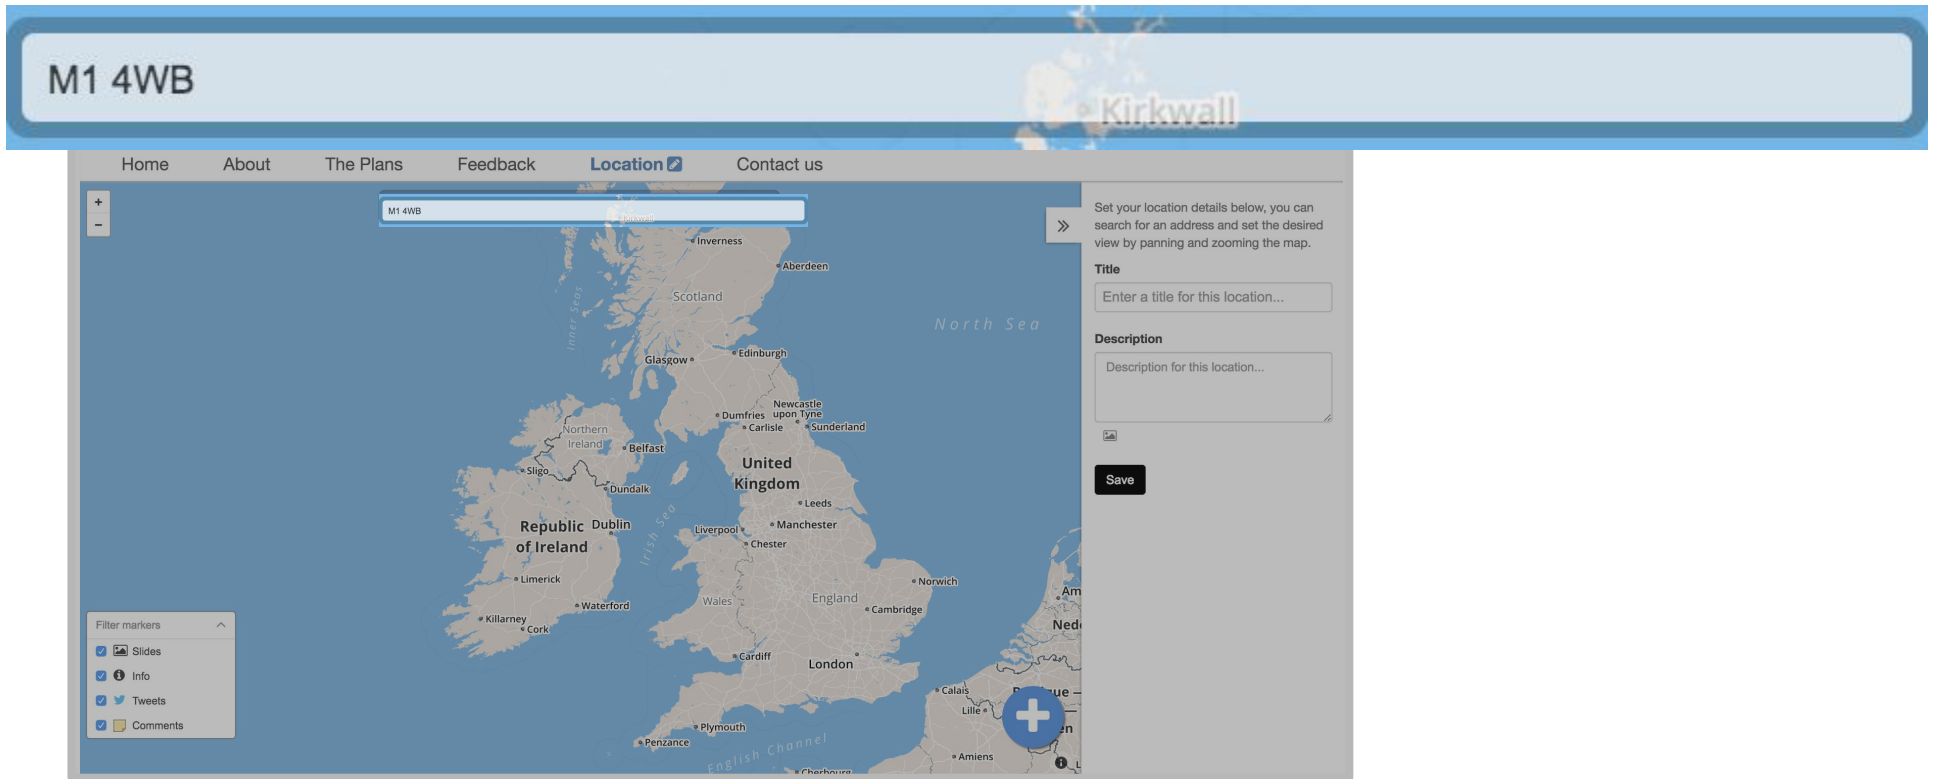 M1 4WB
Kirkwall
Home About The Plans Feedback Location Contact us
+
−
M1 4WB
Kirkwall
Inverness
Aberdeen
Scotland
Inner Seas
North Sea
Glasgow
Edinburgh
Newcastle
upon Tyne
Dumfries
Carlisle
Sunderland
Northern
Ireland
Belfast
Sligo
Dundalk
United
Kingdom
Leeds
Republic
of Ireland
Dublin
Irish Sea
Liverpool
Manchester
Chester
Limerick
Waterford
Killarney
Cork
Wales
England
Norwich
Cambridge
Cardiff
London
Plymouth
Penzance
English Channel
Calais
Lille
Amiens
Cherbourg
Am
Ned
ue
en
L
Filter markers
Slides
Info
Tweets
Comments
»
Set your location details below, you can
search for an address and set the desired
view by panning and zooming the map.
Title
Enter a title for this location...
Description
Description for this location...
Save